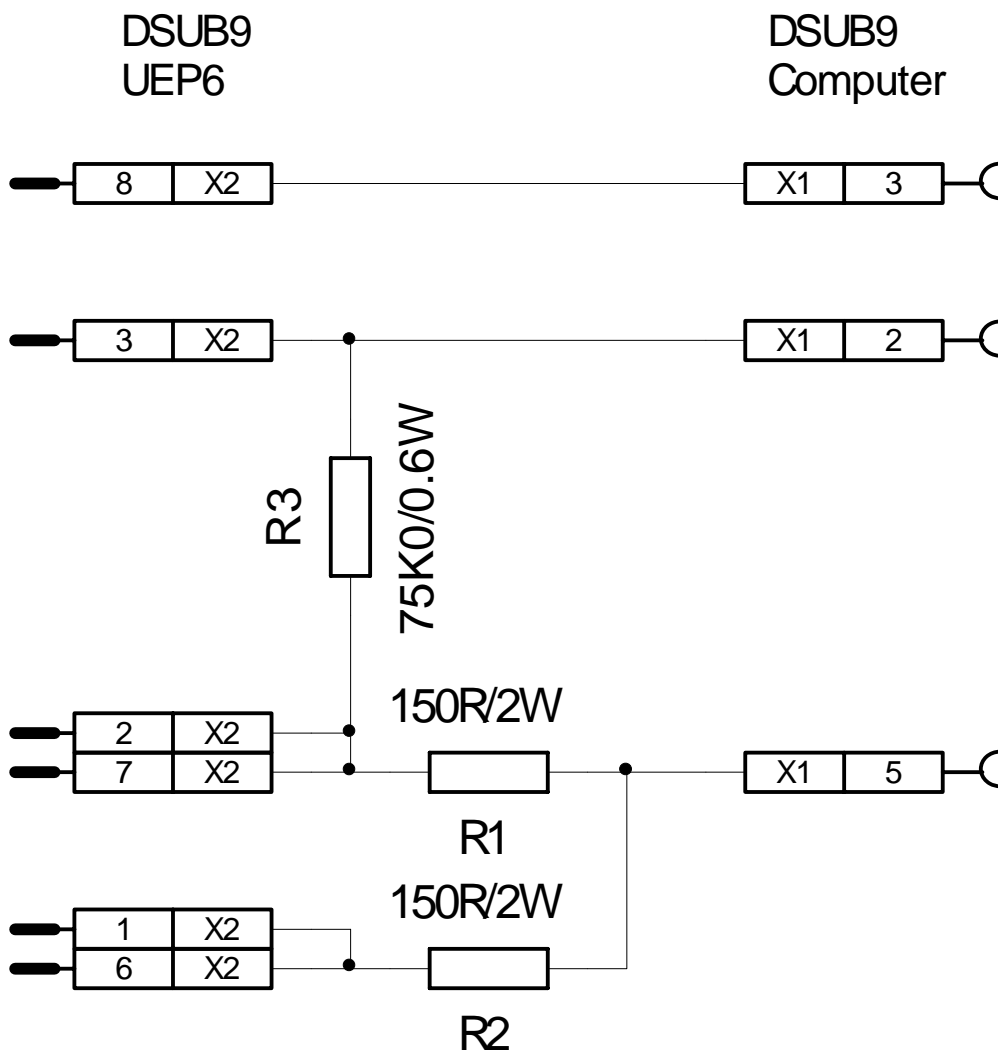 DSUB9
UEP6
DSUB9
Computer
8 X2
X1 3
3 X2
X1 2
R3
75K0/0.6W
150R/2W
2 X2
7 X2
X1 5
R1
150R/2W
1 X2
6 X2
R2